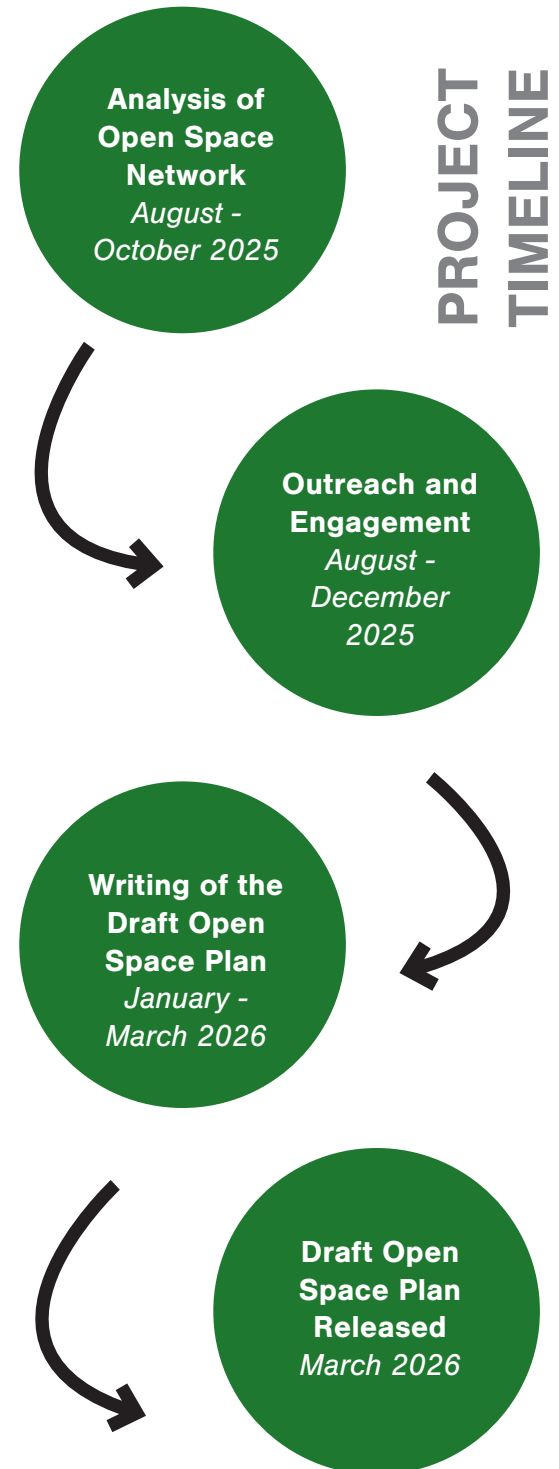 PROJECT
TIMELINE
Analysis of
Open Space
Network
August -
October 2025
Outreach and
Engagement
August -
December
2025
Writing of the
Draft Open
Space Plan
January -
March 2026
Draft Open
Space Plan
Released
March 2026